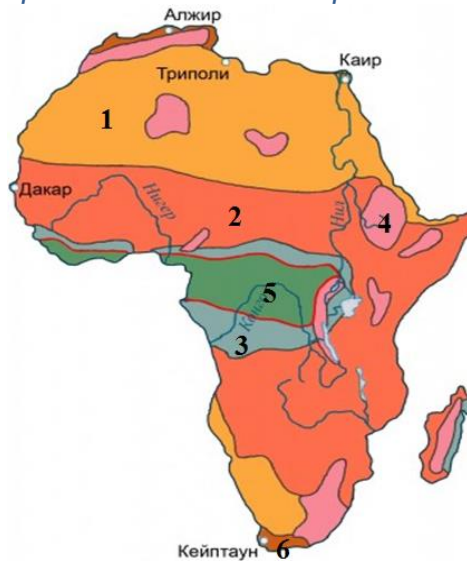 Алжир
Триполи
Каир
1
Дакар
Нигер
2
Нил
4
5
Конго
3
Кейптаун
6